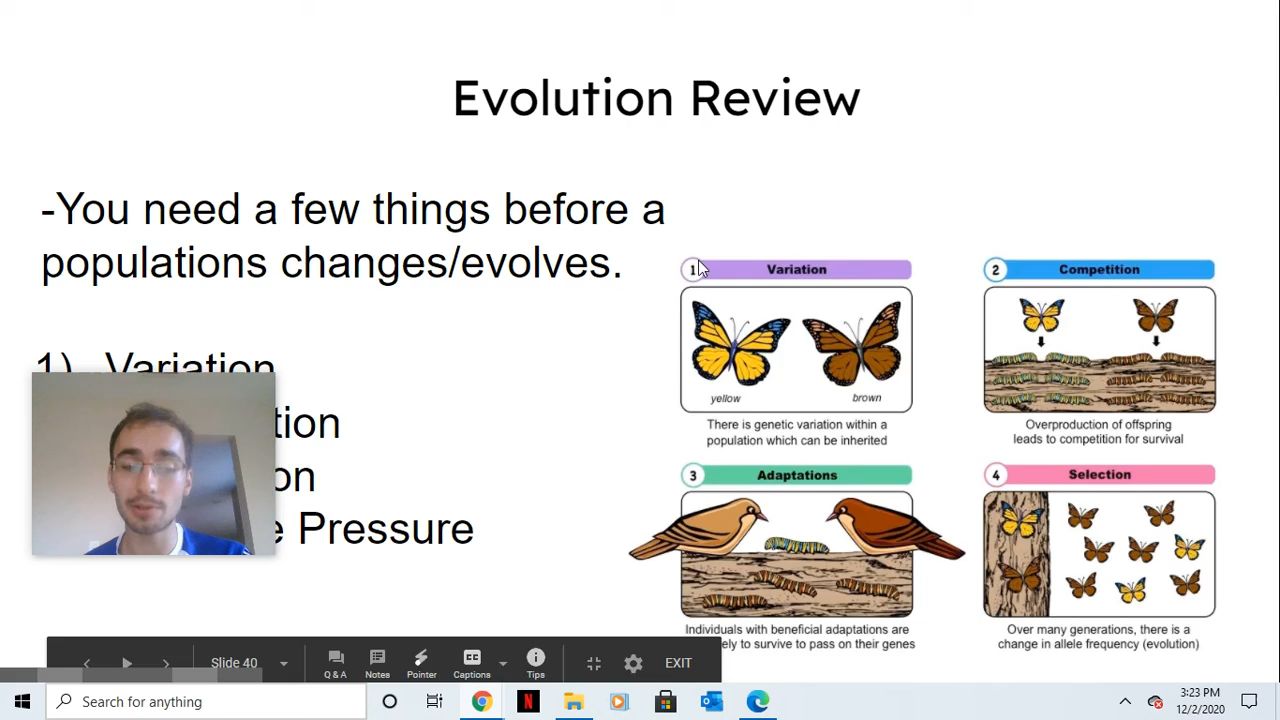 Evolution Review
-You need a few things before a
populations changes/evolves.
1) Variation
tion
on
e Pressure
1 Variation
yellow brown
There is genetic variation within a
population which can be inherited
2 Competition
Overproduction of offspring
leads to competition for survival
3 Adaptations
Individuals with beneficial adaptations are
ely to survive to pass on their genes
4 Selection
Over many generations, there is a
change in allele frequency (evolution)
Slide 40
Q & A Notes Pointer Captions Tips EXIT
Search for anything
3:23 PM
12/2/2020